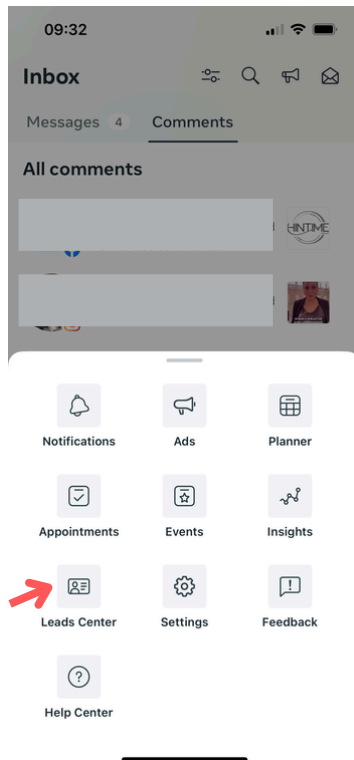 09:32
Inbox
Messages 4 Comments
All comments
HINTIME
Notifications Ads Planner
Appointments Events Insights
Leads Center Settings Feedback
Help Center